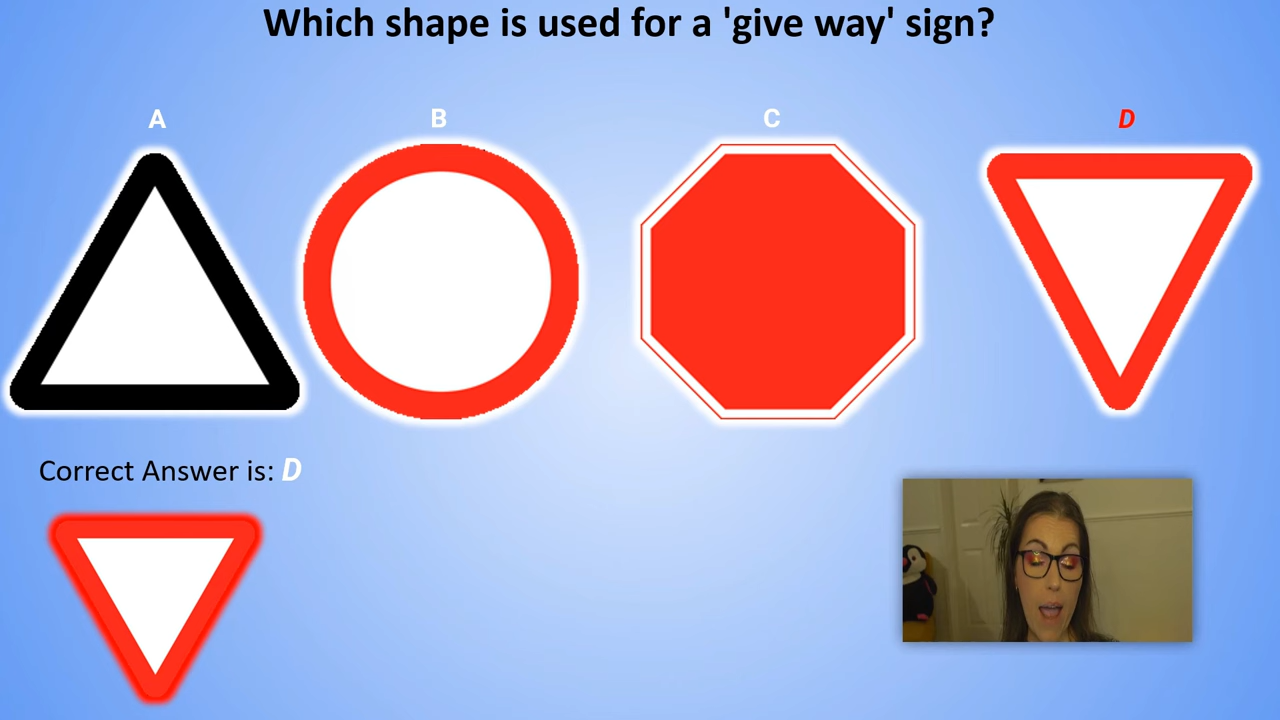 Which shape is used for a 'give way' sign?
A B C D
Correct Answer is: D